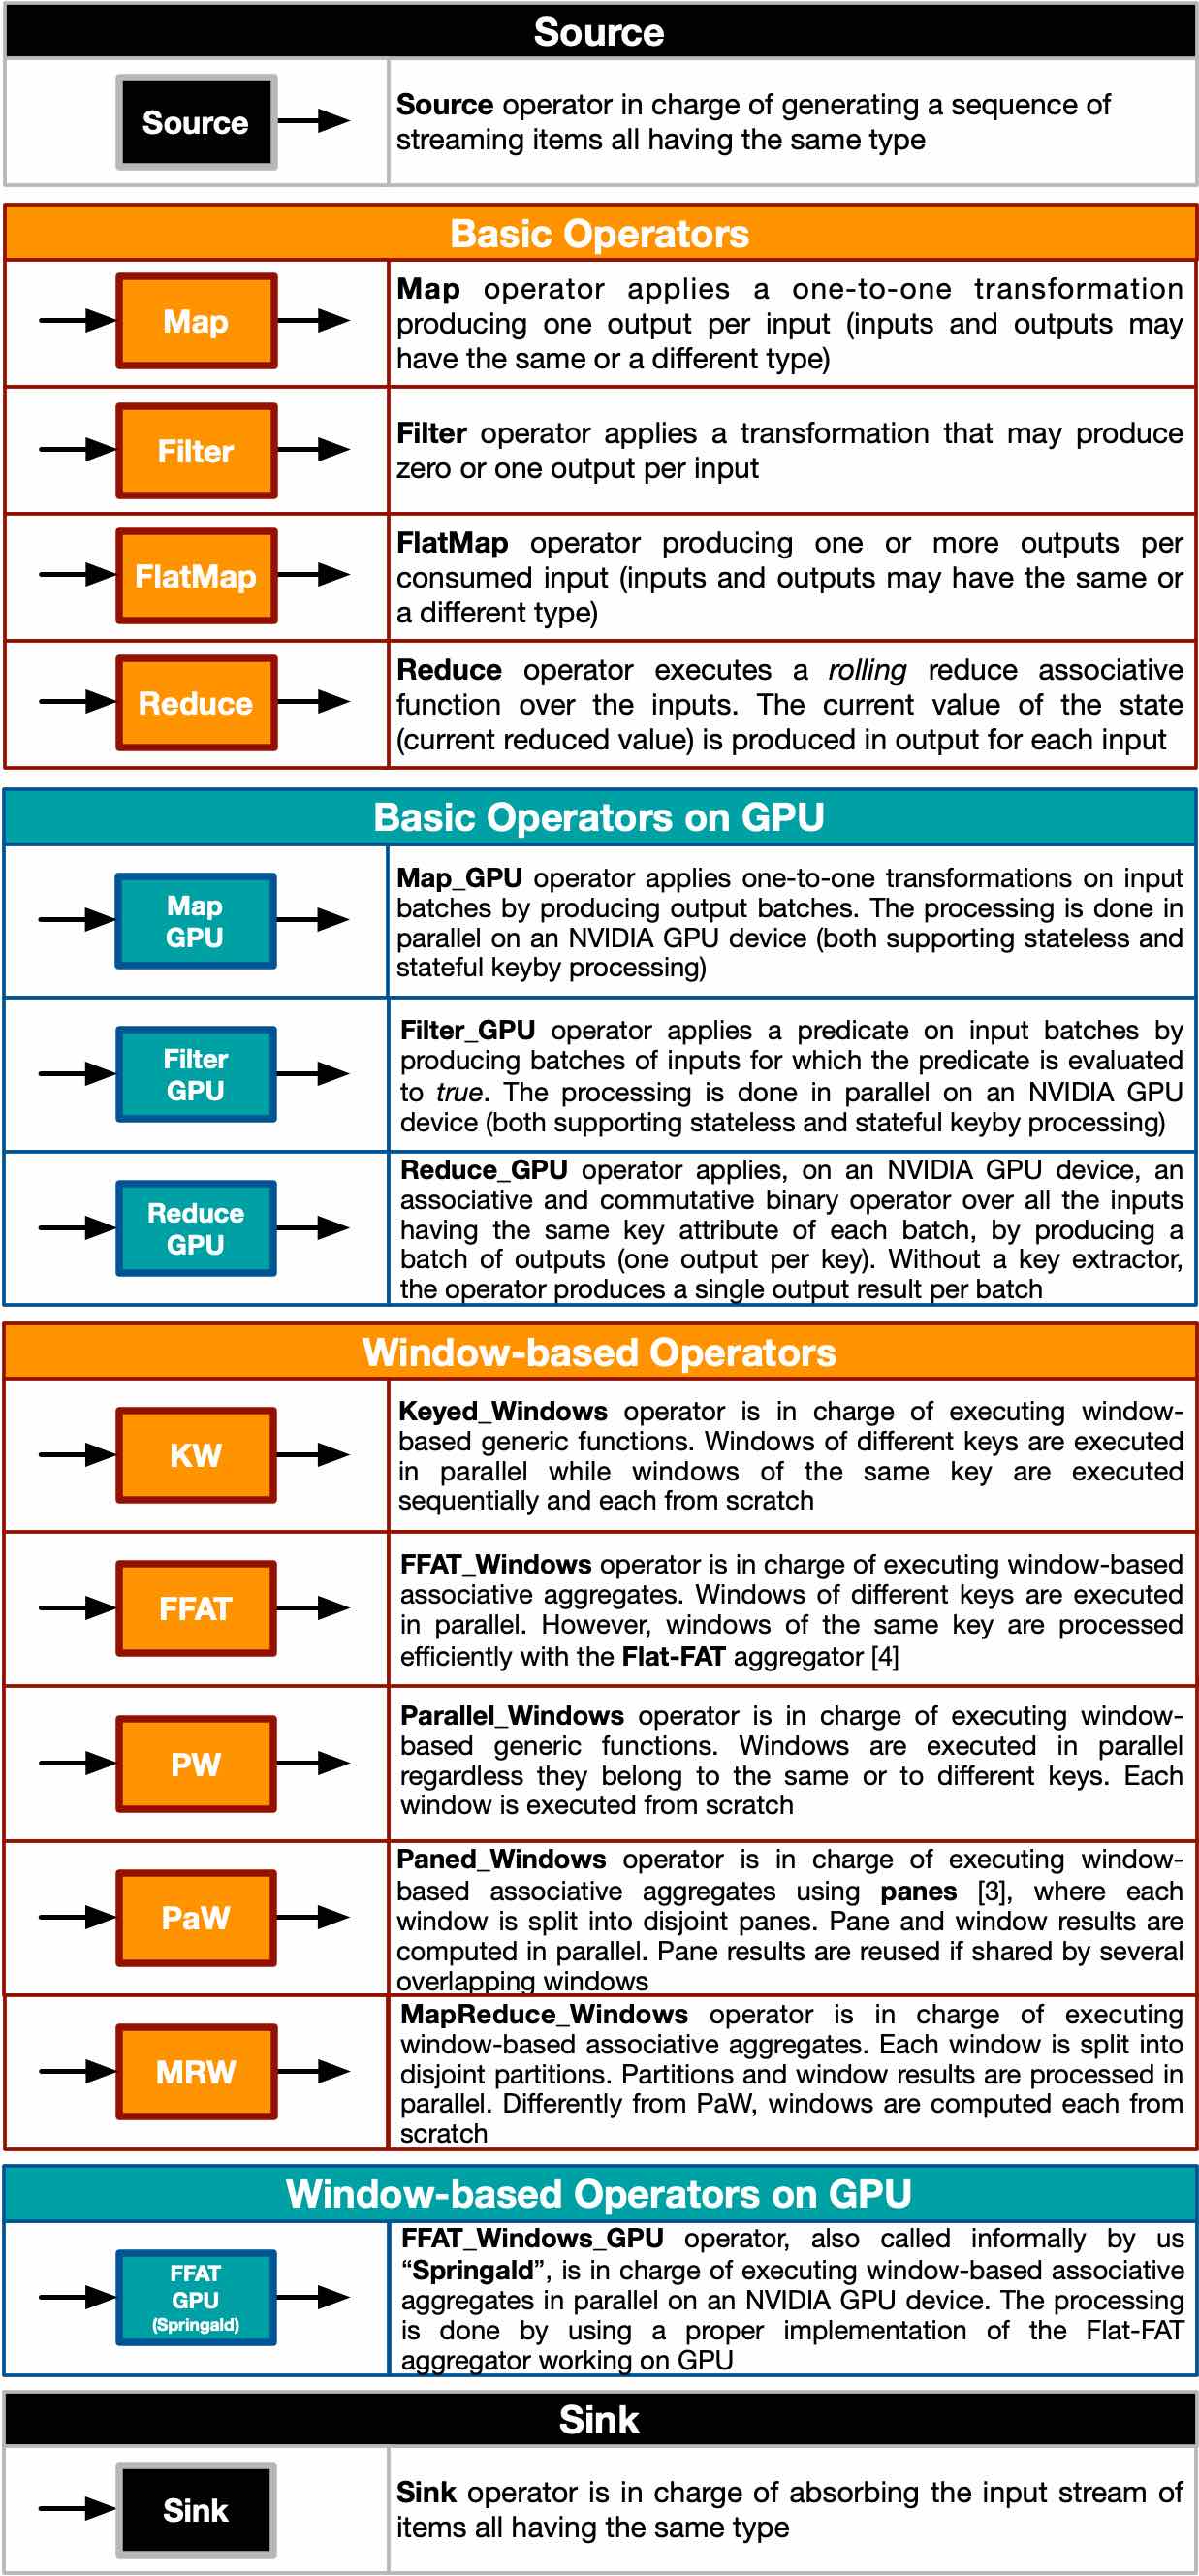 Source
Source
Source operator in charge of generating a sequence of
streaming items all having the same type
Basic Operators
Map
Map operator applies a one-to-one transformation
producing one output per input (inputs and outputs may
have the same or a different type)
Filter
Filter operator applies a transformation that may produce
zero or one output per input
FlatMap
FlatMap operator producing one or more outputs per
consumed input (inputs and outputs may have the same or
a different type)
Reduce
Reduce operator executes a rolling reduce associative
function over the inputs. The current value of the state
(current reduced value) is produced in output for each input
Basic Operators on GPU
Map
GPU
Map_GPU operator applies one-to-one transformations on input
batches by producing output batches. The processing is done in
parallel on an NVIDIA GPU device (both supporting stateless and
stateful keyby processing)
Filter
GPU
Filter_GPU operator applies a predicate on input batches by
producing batches of inputs for which the predicate is evaluated
to true. The processing is done in parallel on an NVIDIA GPU
device (both supporting stateless and stateful keyby processing)
Reduce
GPU
Reduce_GPU operator applies, on an NVIDIA GPU device, an
associative and commutative binary operator over all the inputs
having the same key attribute of each batch, by producing a
batch of outputs (one output per key). Without a key extractor,
the operator produces a single output result per batch
Window-based Operators
KW
Keyed_Windows operator is in charge of executing window-
based generic functions. Windows of different keys are executed
in parallel while windows of the same key are executed
sequentially and each from scratch
FFAT
FFAT_Windows operator is in charge of executing window-based
associative aggregates. Windows of different keys are executed
in parallel. However, windows of the same key are processed
efficiently with the Flat-FAT aggregator [4]
PW
Parallel_Windows operator is in charge of executing window-
based generic functions. Windows are executed in parallel
regardless they belong to the same or to different keys. Each
window is executed from scratch
PaW
Paned_Windows operator is in charge of executing window-
based associative aggregates using panes [3], where each
window is split into disjoint panes. Pane and window results are
computed in parallel. Pane results are reused if shared by several
overlapping windows
MRW
MapReduce_Windows operator is in charge of executing
window-based associative aggregates. Each window is split into
disjoint partitions. Partitions and window results are processed in
parallel. Differently from PaW, windows are computed each from
scratch
Window-based Operators on GPU
FFAT
GPU
(Springald)
FFAT_Windows_GPU operator, also called informally by us
“Springald”, is in charge of executing window-based associative
aggregates in parallel on an NVIDIA GPU device. The processing
is done by using a proper implementation of the Flat-FAT
aggregator working on GPU
Sink
Sink
Sink operator is in charge of absorbing the input stream of
items all having the same type